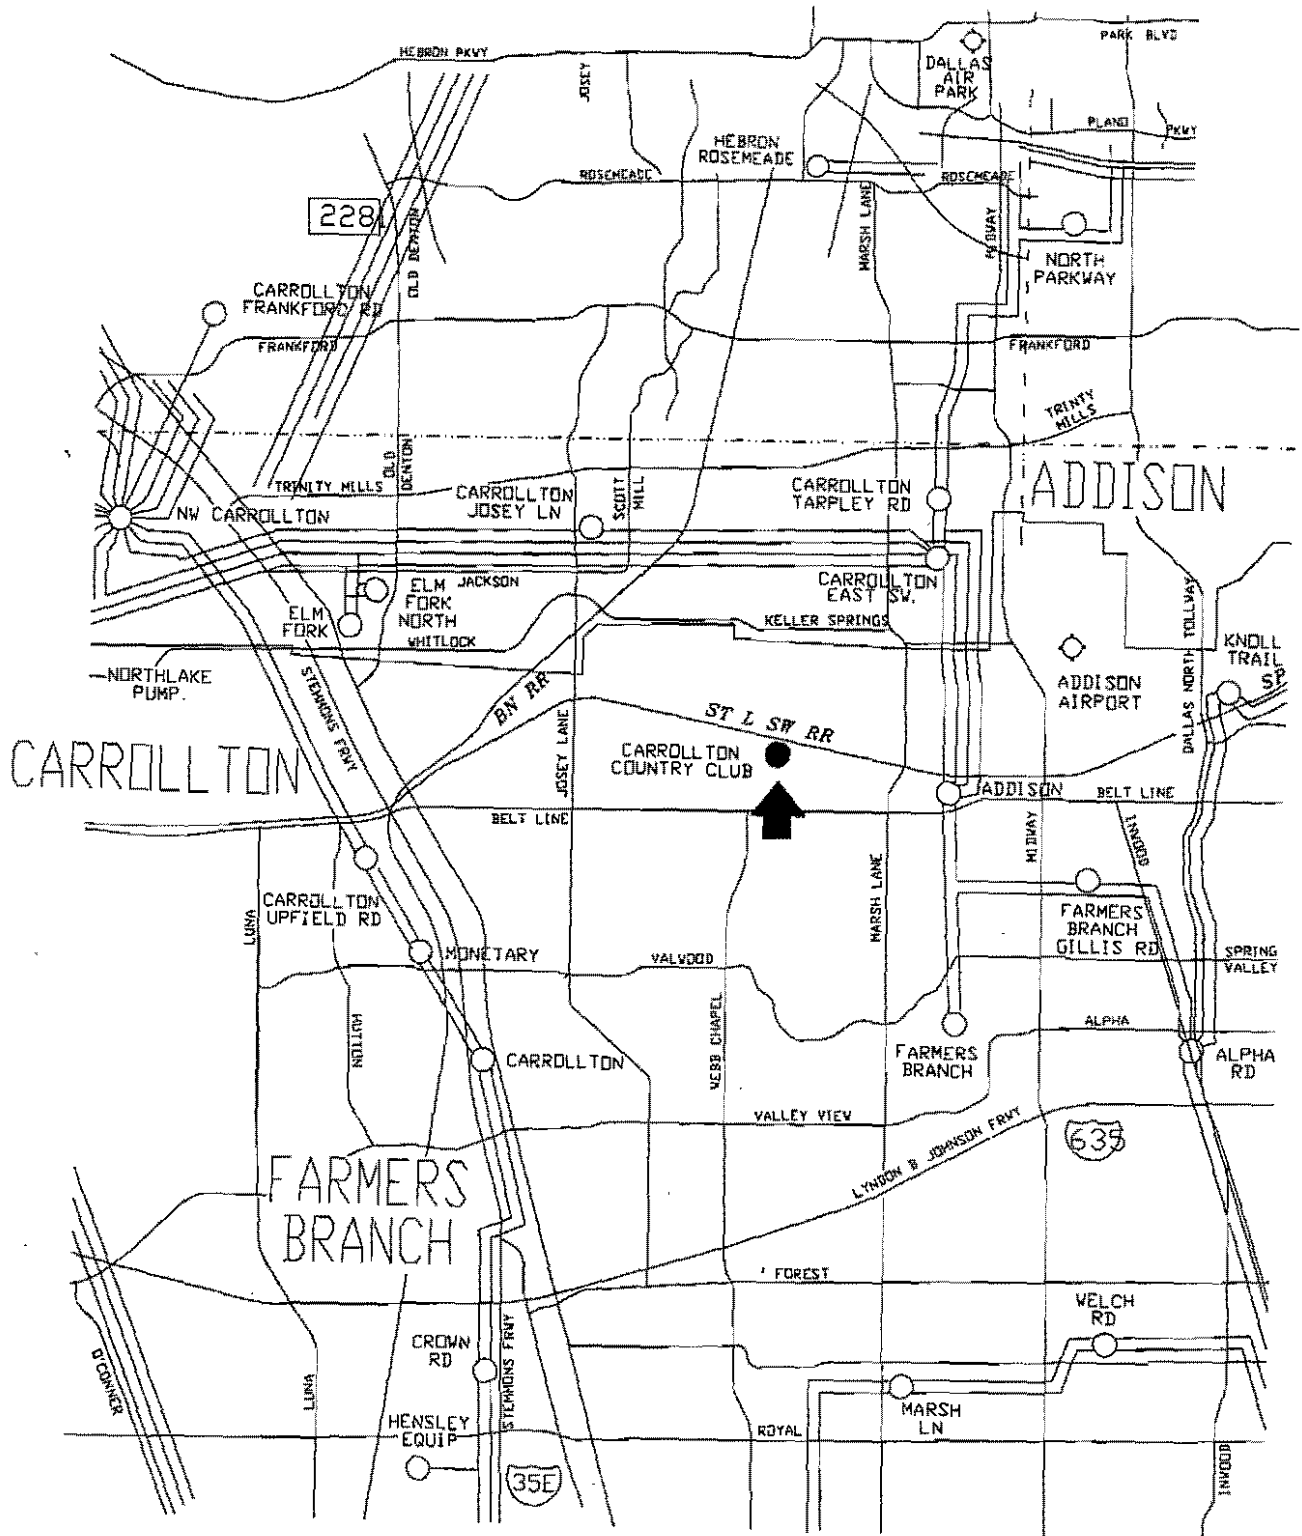 PARK BLVD
HEBRON PKWY
DALLAS
AIR
PARK
JOSEY
PLANO
PKWY
HEBRON
ROSEMEADE
ROSEMEADE
ROSEMEADE
MARSH LANE
MIDWAY
228
OLD DENTON
NORTH
PARKWAY
CARROLLTON
FRANKFORD RD
FRANKFORD
FRANKFORD
TRINTY
MILLS
OLD
DENTON
ADDISON
TRINITY MILLS
CARROLLTON
JOSEY LN
SCOTT
MILL
CARROLLTON
TARPLEY RD
NW CARROLLTON
JACKSON
ELM
FORK
NORTH
ELM
FORK
CARROLLTON
EAST SW.
KELLER SPRINGS
WHITLOCK
DALLAS NORTH TOLLWAY
KNOLL
TRAIL
SP
NORTHLAKE
PUMP.
STEMMONS FRWY
BN RR
ADDISON
AIRPORT
ST L SW RR
JOSEY LANE
CARROLLTON
COUNTRY CLUB
CARROLLTON
ADDISON
BELT LINE
BELT LINE
MIDWAY
INWOOD
MARSH LANE
CARROLLTON
UPFIELD RD
LUNA
FARMERS
BRANCH
GILLIS RD
MONETARY
VALWOOD
SPRING
VALLEY
WEBB CHAPEL
HUTTON
ALPHA
CARROLLTON
FARMERS
BRANCH
ALPHA
RD
VALLEY VIEW
LYNDON B JOHNSON FRWY
635
FARMERS
BRANCH
FOREST
WELCH
RD
CROWN
RD
STEMMONS FRWY
O'CONNER
LUNA
MARSH
LN
HENSLEY
EQUIP
ROYAL
35E
INWOOD